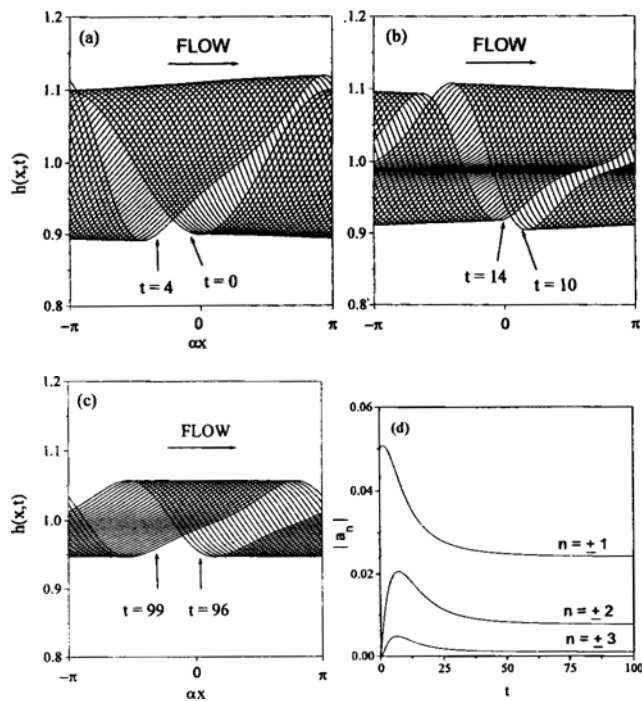 (a)
FLOW
1.2
1.1
1.0
0.9
0.8
h(x,t)
t = 4
t = 0
−π
0
π
αx
(b)
FLOW
1.2
1.1
1.0
0.9
0.8
t = 14
t = 10
−π
0
π
αx
(c)
FLOW
1.2
1.1
1.0
0.9
0.8
h(x,t)
t = 99
t = 96
−π
0
π
αx
(d)
0.06
0.04
0.02
0.00
| a_n |
n = ± 1
n = ± 2
n = ± 3
0
25
50
75
100
t